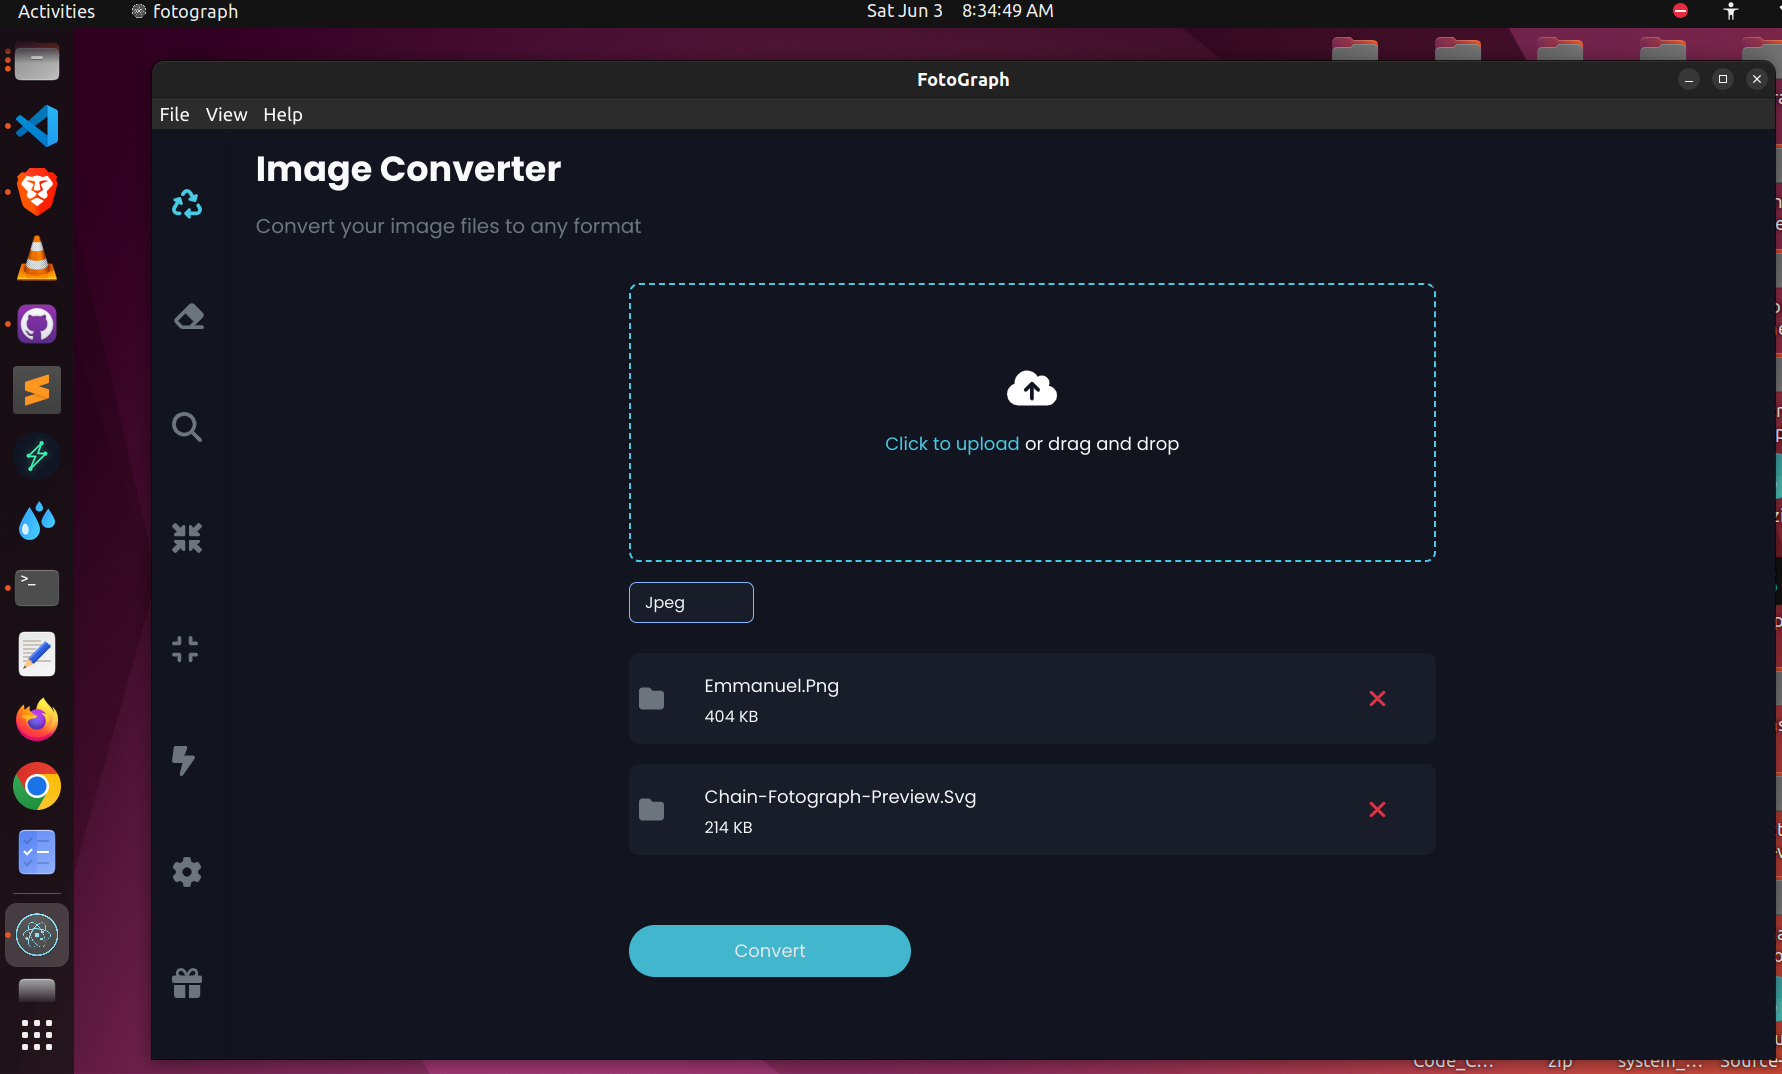 Activities
fotograph
Sat Jun 3 8:34:49 AM
FotoGraph
File View Help
Image Converter
Convert your image files to any format
Click to upload or drag and drop
Jpeg
Emmanuel.Png
404 KB
Chain-Fotograph-Preview.Svg
214 KB
Convert
>_
Code_C...
zip
system_...
Source-